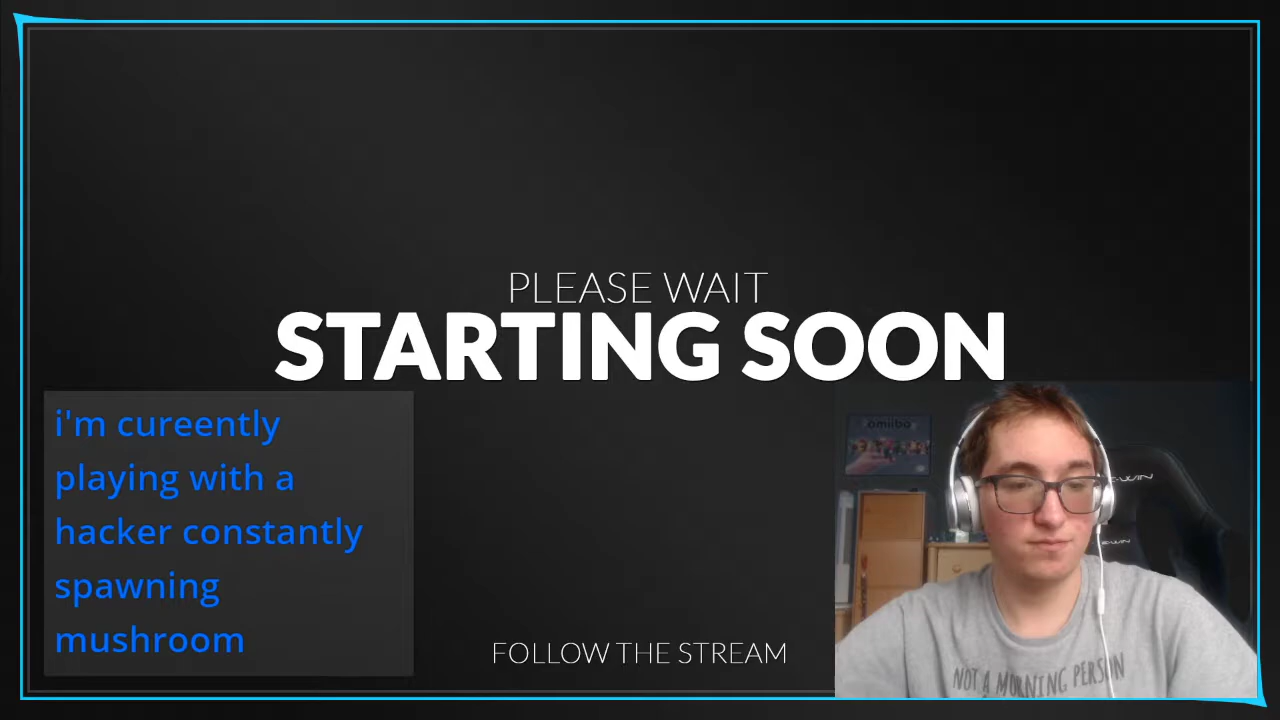 PLEASE WAIT
STARTING SOON
i'm cureently
playing with a
hacker constantly
spawning
mushroom
FOLLOW THE STREAM
amiibo
NOT A MORNING PERSON